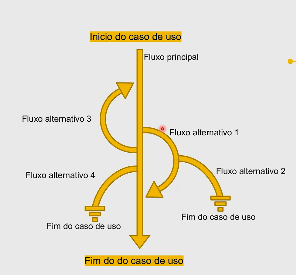 Inicio do caso de uso
Fluxo principal
Fluxo alternativo 3
Fluxo alternativo 1
Fluxo alternativo 4
Fluxo alternativo 2
Fim do caso de uso
Fim do caso de uso
Fim do do caso de uso